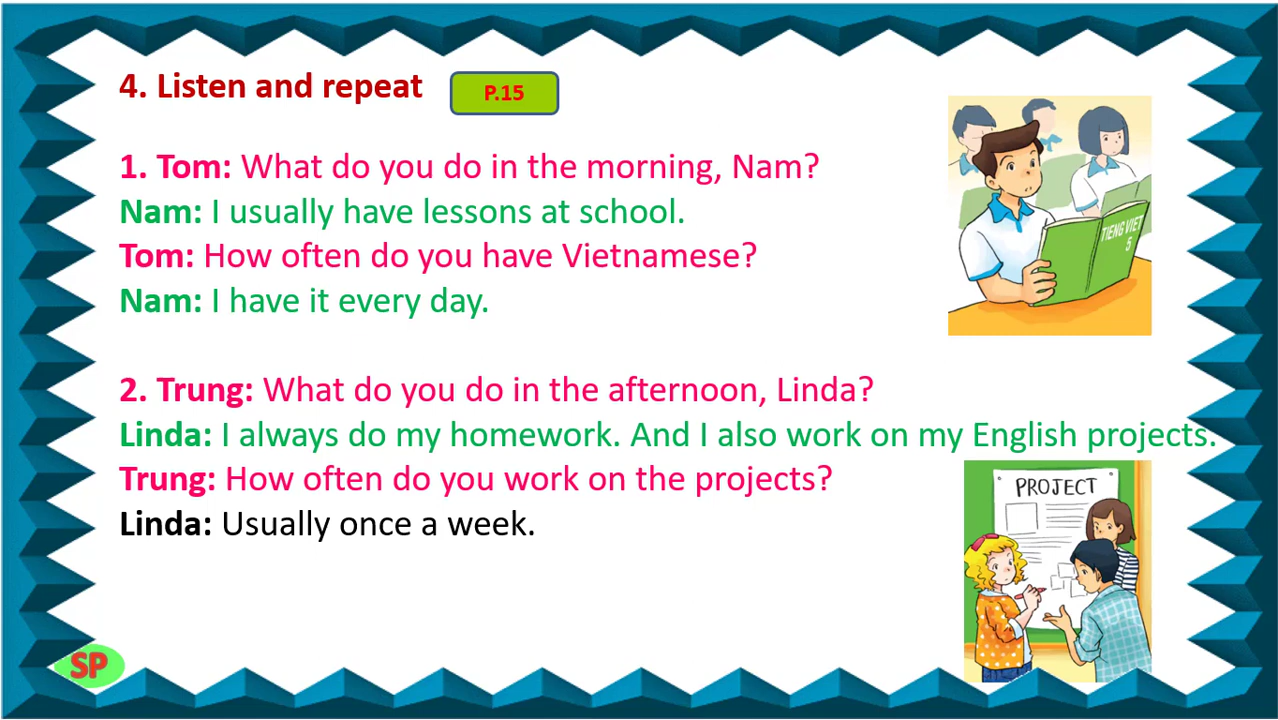 4. Listen and repeat
P.15
1. Tom: What do you do in the morning, Nam?
Nam: I usually have lessons at school.
Tom: How often do you have Vietnamese?
Nam: I have it every day.
TIENG VIET
5
2. Trung: What do you do in the afternoon, Linda?
Linda: I always do my homework. And I also work on my English projects.
Trung: How often do you work on the projects?
Linda: Usually once a week.
PROJECT
SP